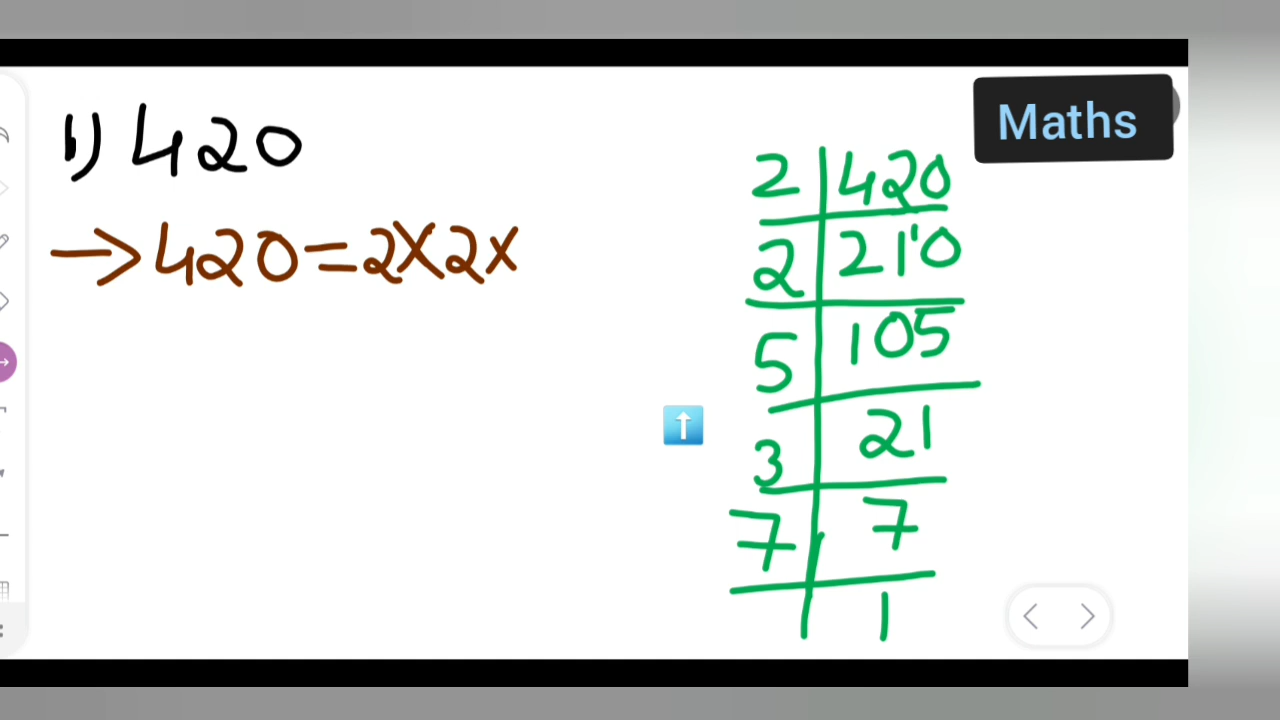 1) 420
→ 420 = 2×2×
Maths
2 | 420
2 | 210
5 | 105
3 | 21
7 | 7
| 1